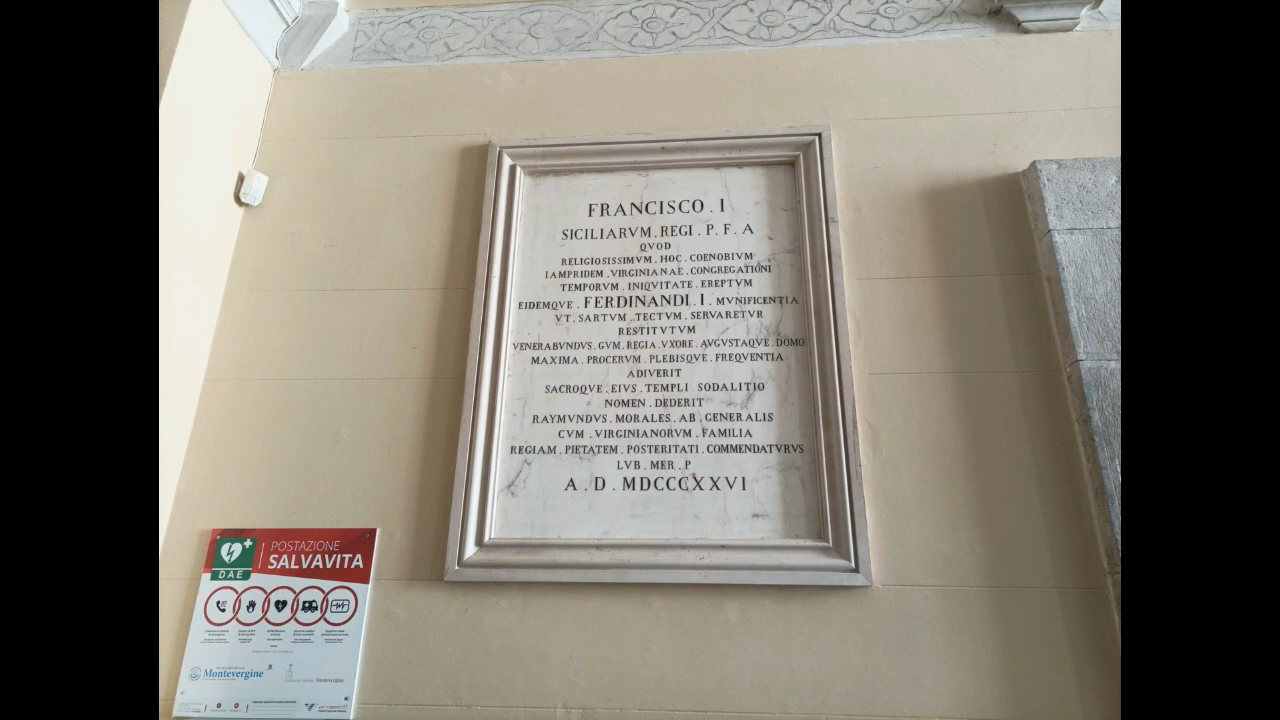 FRANCISCO . I
SICILIARVM . REGI . P . F . A
QVOD
RELIGIOSISSIMVM . HOC . COENOBIVM
IAMPRIDEM . VIRGINIANAE . CONGREGATIONI
TEMPORVM . INIQVITATE . EREPTVM
EIDEMQVE . FERDINANDI . I . MVNIFICENTIA
VT . SARTVM . TECTVM . SERVARETVR
RESTITVTVM
VENERABVNDVS . GVM . REGIA . VXORE . AVGVSTAQVE . DOMO
MAXIMA . PROCERVM . PLEBISQVE . FREQVENTIA
ADIVERIT
SACROQVE . EIVS . TEMPLI SODALITIO
NOMEN . DEDERIT
RAYMVNDVS . MORALES . AB . GENERALIS
CVM . VIRGINIANORVM . FAMILIA
REGIAM . PIETATEM . POSTERITATI . COMMENDATVRVS
LVB . MER . P
A . D . MDCCCXXVI
POSTAZIONE
SALVAVITA
DAE
Montevergine
Montevergine